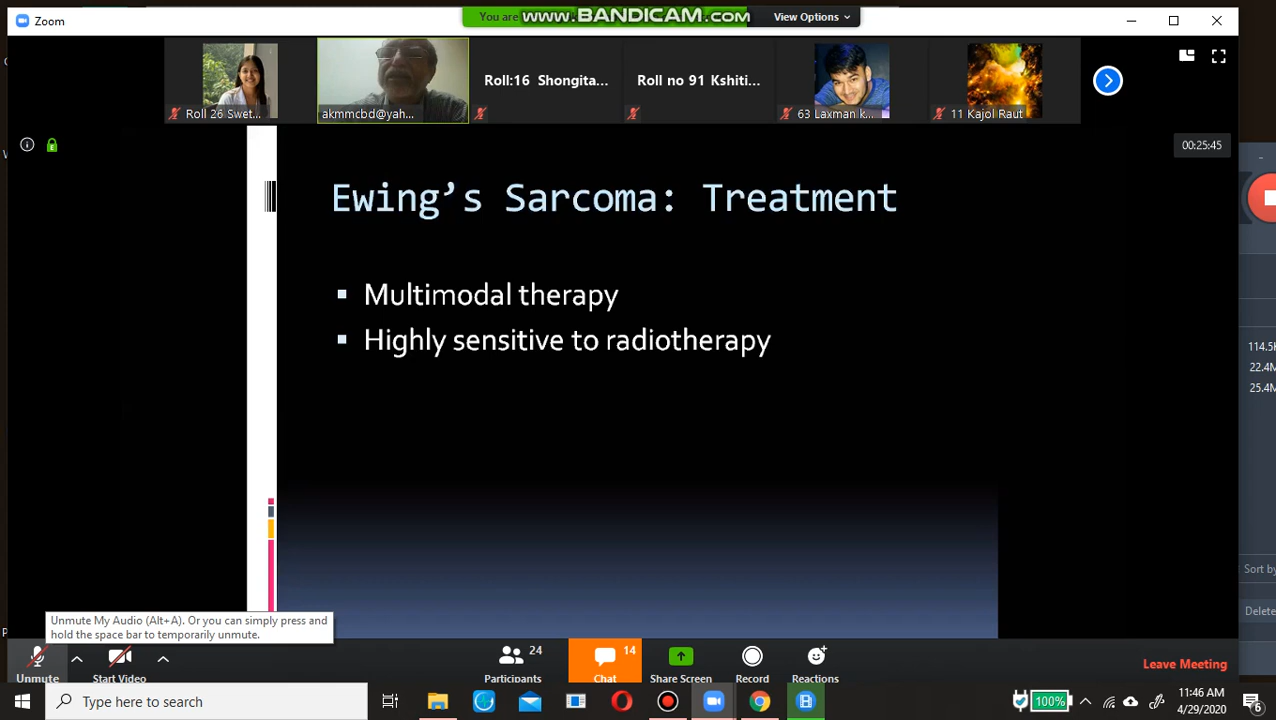 Zoom
You are
www.BANDICAM.com
View Options
Roll 26 Swet...
akmmcbd@yah...
Roll:16 Shongita...
Roll no 91 Kshiti...
63 Laxman k...
11 Kajol Raut
00:25:45
Ewing’s Sarcoma: Treatment
Multimodal therapy
Highly sensitive to radiotherapy
114.5K
22.4M
25.4M
Sort by
Delete
Unmute My Audio (Alt+A). Or you can simply press and
hold the space bar to temporarily unmute.
Unmute
Start Video
24
Participants
14
Chat
Share Screen
Record
Reactions
Leave Meeting
Type here to search
100%
11:46 AM
4/29/2020
6